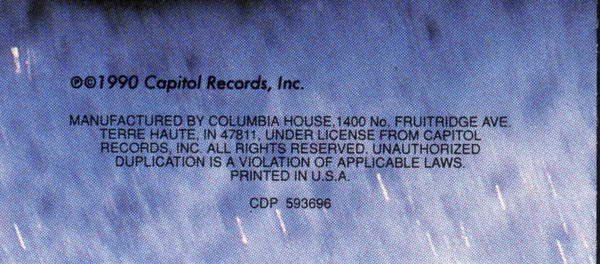 ℗©1990 Capitol Records, Inc.
MANUFACTURED BY COLUMBIA HOUSE,1400 No. FRUITRIDGE AVE.
TERRE HAUTE, IN 47811, UNDER LICENSE FROM CAPITOL
RECORDS, INC. ALL RIGHTS RESERVED. UNAUTHORIZED
DUPLICATION IS A VIOLATION OF APPLICABLE LAWS.
PRINTED IN U.S.A.
CDP 593696